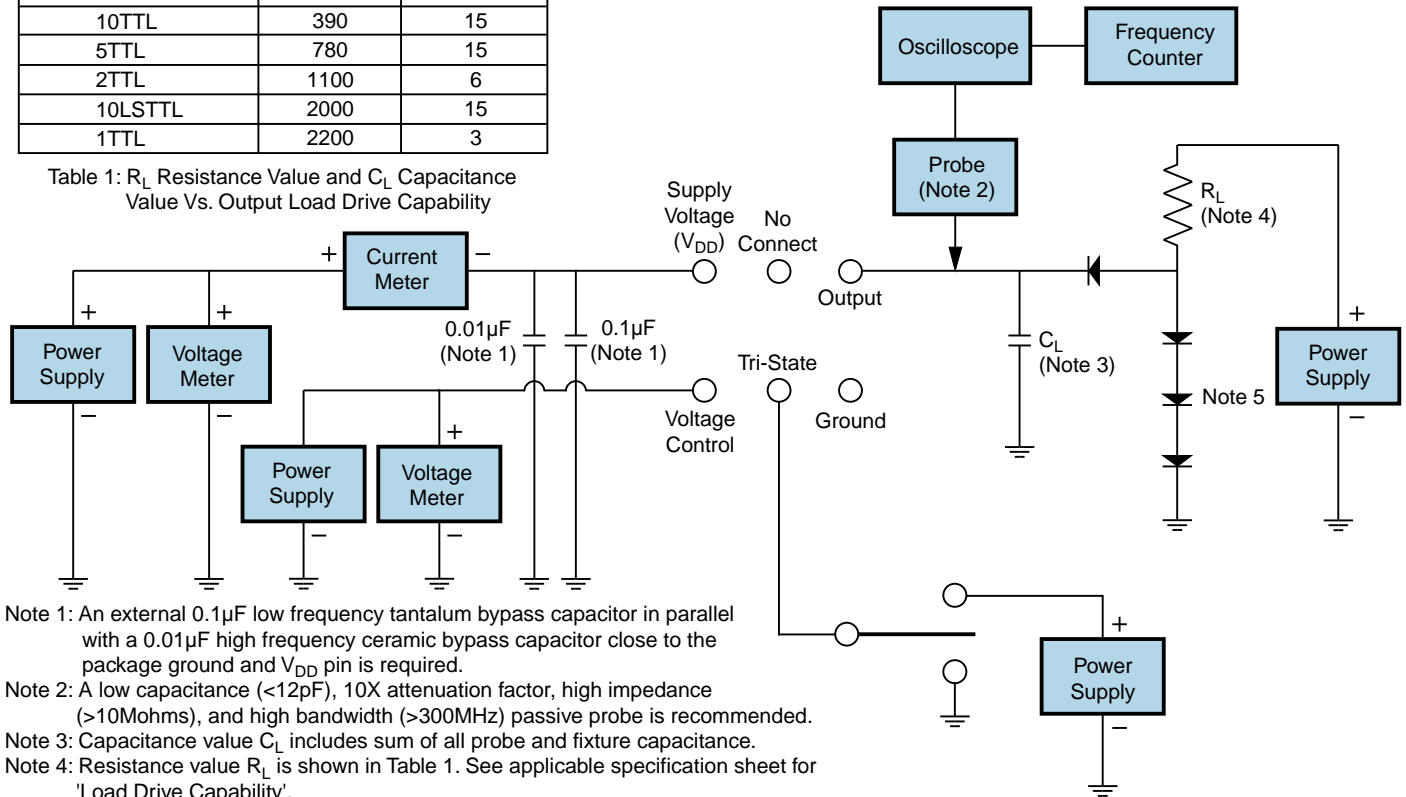 10TTL 390 15
5TTL 780 15
2TTL 1100 6
10LSTTL 2000 15
1TTL 2200 3
Table 1: RL Resistance Value and CL Capacitance
Value Vs. Output Load Drive Capability
Oscilloscope
Frequency
Counter
Probe
(Note 2)
RL
(Note 4)
Supply
Voltage
(VDD)
No
Connect
Output
+
Current
Meter
−
0.01µF
(Note 1)
0.1µF
(Note 1)
CL
(Note 3)
+
Power
Supply
−
+
Voltage
Meter
−
Tri-State
Voltage
Control
Ground
Note 5
+
Power
Supply
−
Power
Supply
−
+
Voltage
Meter
−
+
Power
Supply
−
Note 1: An external 0.1µF low frequency tantalum bypass capacitor in parallel
with a 0.01µF high frequency ceramic bypass capacitor close to the
package ground and VDD pin is required.
Note 2: A low capacitance (<12pF), 10X attenuation factor, high impedance
(>10Mohms), and high bandwidth (>300MHz) passive probe is recommended.
Note 3: Capacitance value CL includes sum of all probe and fixture capacitance.
Note 4: Resistance value RL is shown in Table 1. See applicable specification sheet for
'Load Drive Capability'.